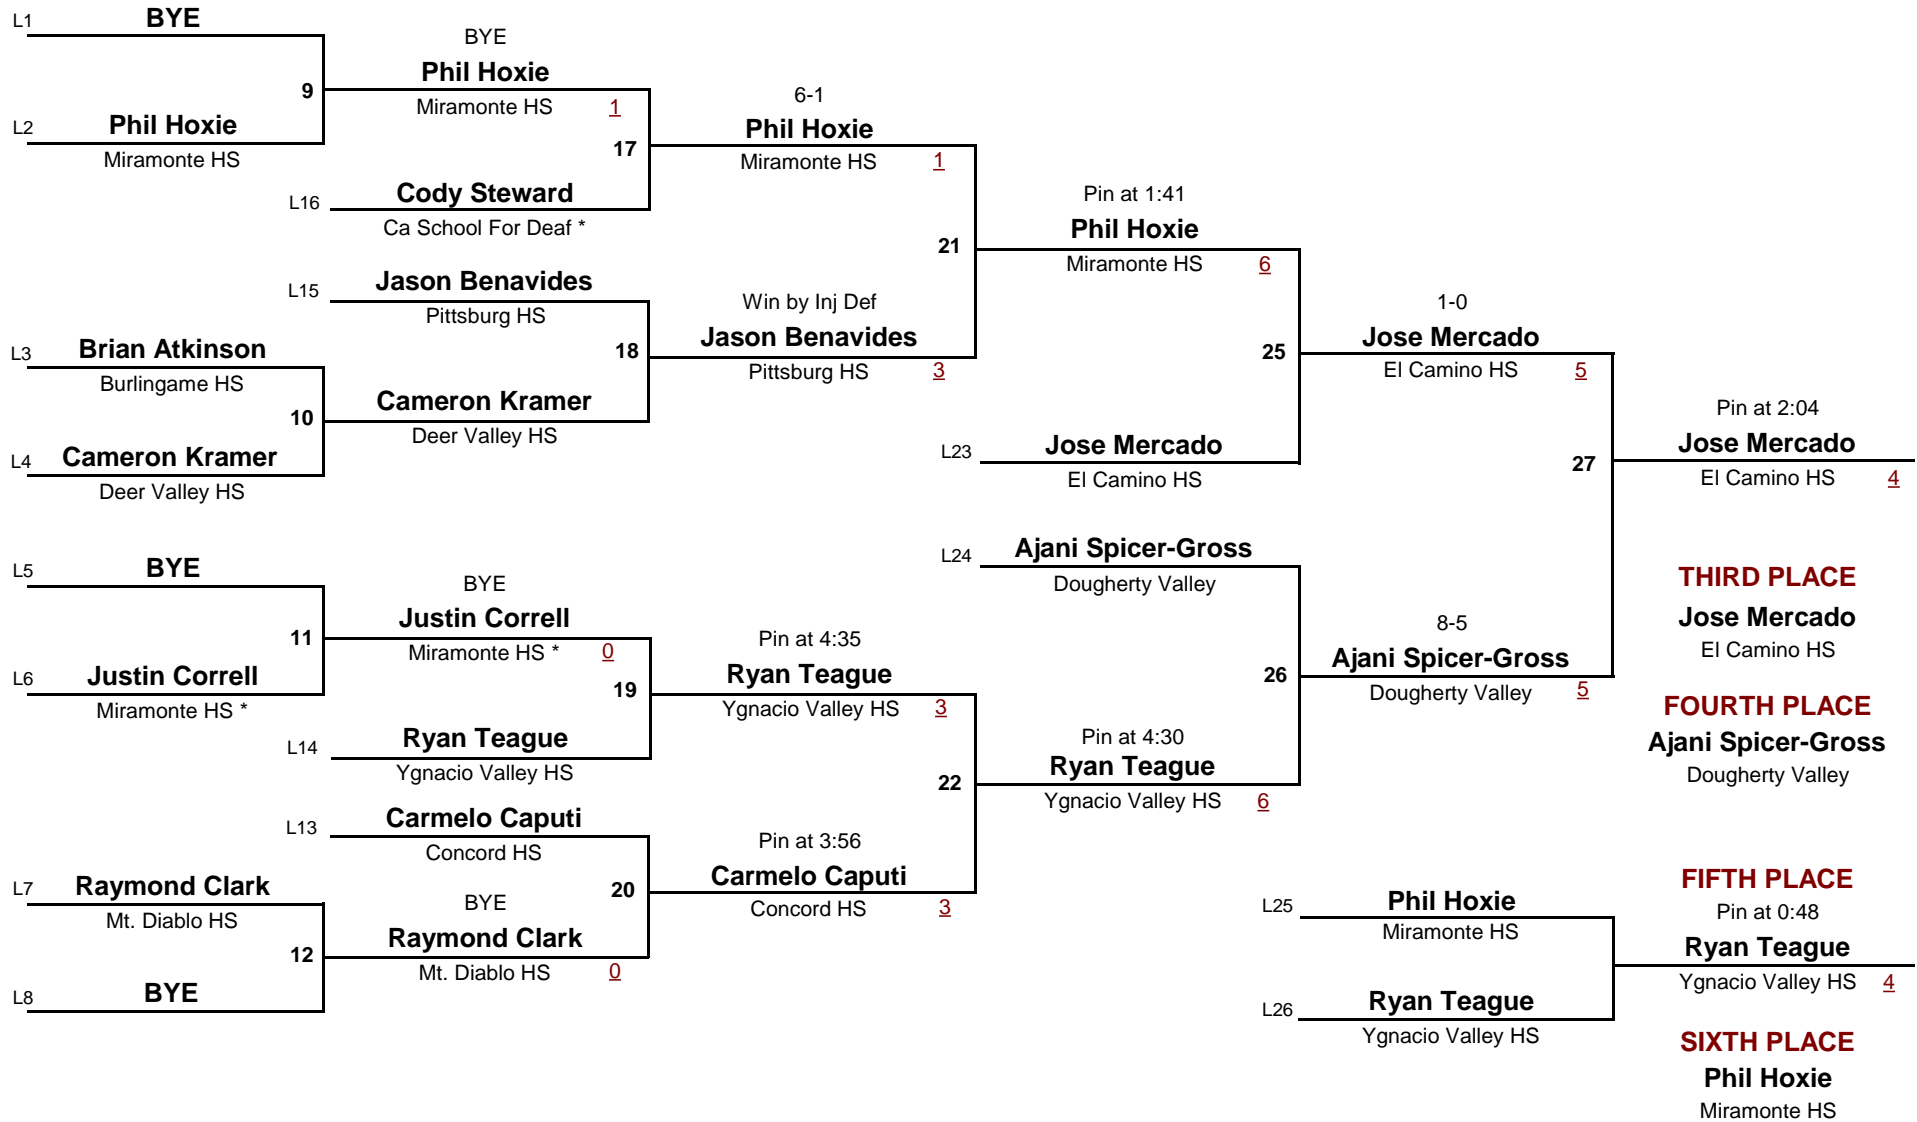 L1 BYE
9
L2 Phil Hoxie
Miramonte HS
BYE
Phil Hoxie
Miramonte HS 1
17
L16 Cody Steward
Ca School For Deaf *
L15 Jason Benavides
Pittsburg HS
18
L3 Brian Atkinson
Burlingame HS
10
L4 Cameron Kramer
Deer Valley HS
Cameron Kramer
Deer Valley HS
6-1
Phil Hoxie
Miramonte HS 1
21
Win by Inj Def
Jason Benavides
Pittsburg HS 3
Pin at 1:41
Phil Hoxie
Miramonte HS 6
25
L23 Jose Mercado
El Camino HS
1-0
Jose Mercado
El Camino HS 5
27
Pin at 2:04
Jose Mercado
El Camino HS 4
L5 BYE
11
L6 Justin Correll
Miramonte HS *
BYE
Justin Correll
Miramonte HS * 0
19
L14 Ryan Teague
Ygnacio Valley HS
L13 Carmelo Caputi
Concord HS
20
L7 Raymond Clark
Mt. Diablo HS
12
L8 BYE
BYE
Raymond Clark
Mt. Diablo HS 0
Pin at 4:35
Ryan Teague
Ygnacio Valley HS 3
22
Pin at 3:56
Carmelo Caputi
Concord HS 3
L24 Ajani Spicer-Gross
Dougherty Valley
26
Pin at 4:30
Ryan Teague
Ygnacio Valley HS 6
8-5
Ajani Spicer-Gross
Dougherty Valley 5
THIRD PLACE
Jose Mercado
El Camino HS
FOURTH PLACE
Ajani Spicer-Gross
Dougherty Valley
L25 Phil Hoxie
Miramonte HS
L26 Ryan Teague
Ygnacio Valley HS
FIFTH PLACE
Pin at 0:48
Ryan Teague
Ygnacio Valley HS 4
SIXTH PLACE
Phil Hoxie
Miramonte HS